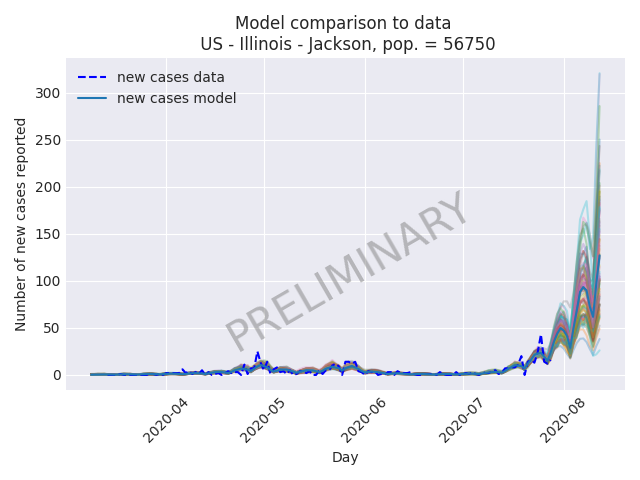 Model comparison to data
US - Illinois - Jackson, pop. = 56750
new cases data
new cases model
300
250
200
150
100
50
0
Number of new cases reported
PRELIMINARY
2020-04
2020-05
2020-06
2020-07
2020-08
Day